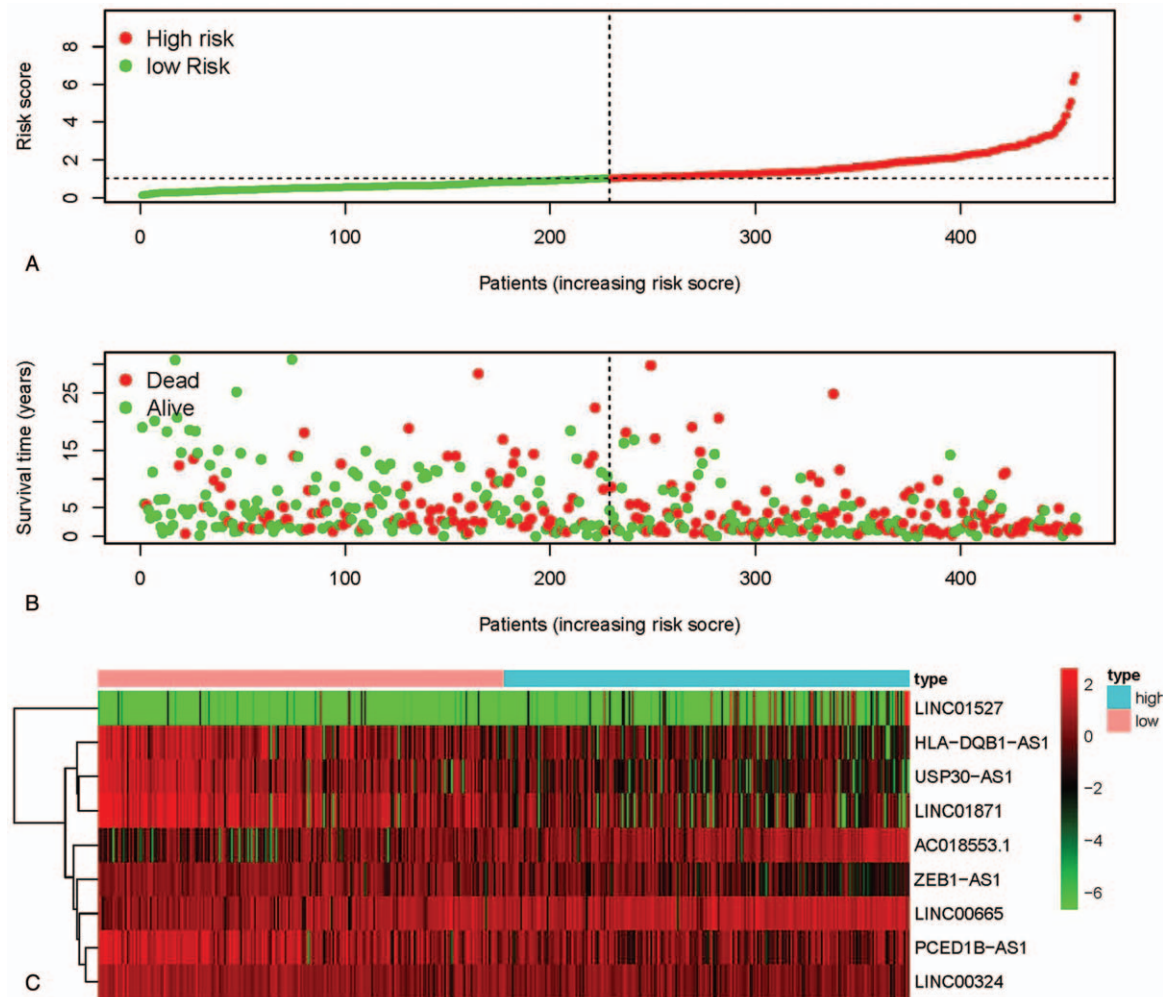 High risk
low Risk
Risk score
8
6
4
2
0
0 100 200 300 400
A
Patients (increasing risk socre)
Dead
Alive
Survival time (years)
25
15
5
0
0 100 200 300 400
B
Patients (increasing risk socre)
type
LINC01527
HLA-DQB1-AS1
USP30-AS1
LINC01871
AC018553.1
ZEB1-AS1
LINC00665
PCED1B-AS1
LINC00324
2
0
−2
−4
−6
type
high
low
C